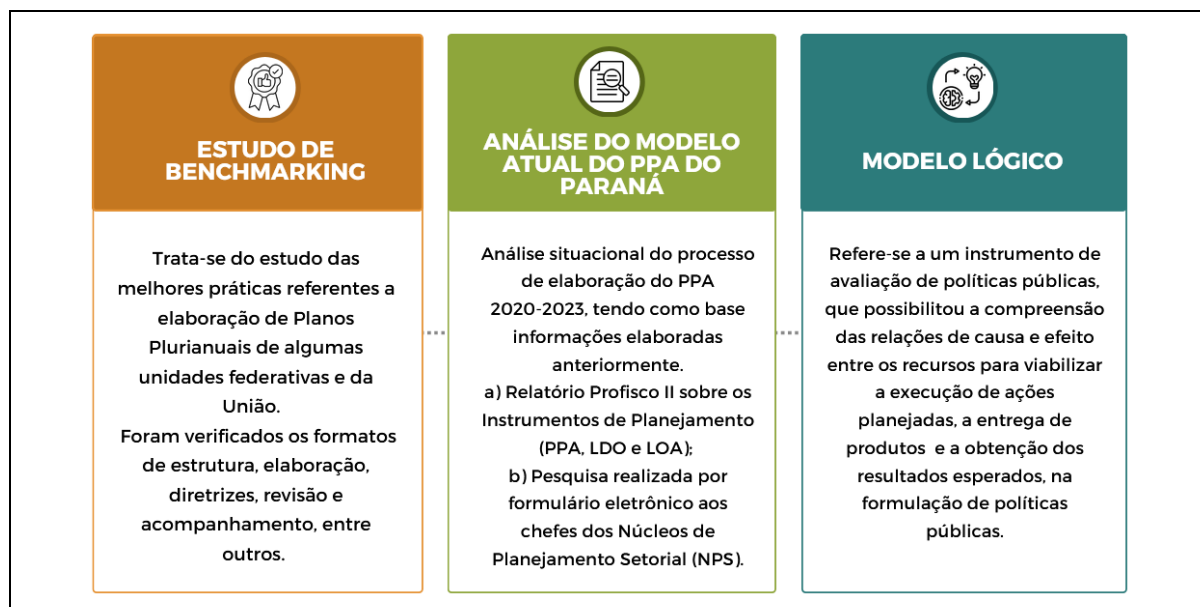 ESTUDO DE
BENCHMARKING
Trata-se do estudo das
melhores práticas referentes a
elaboração de Planos
Plurianuais de algumas
unidades federativas e da
União.
Foram verificados os formatos
de estrutura, elaboração,
diretrizes, revisão e
acompanhamento, entre
outros.
ANÁLISE DO MODELO
ATUAL DO PPA DO
PARANÁ
Análise situacional do processo
de elaboração do PPA
2020-2023, tendo como base
informações elaboradas
anteriormente.
a) Relatório Profisco II sobre os
Instrumentos de Planejamento
(PPA, LDO e LOA);
b) Pesquisa realizada por
formulário eletrônico aos
chefes dos Núcleos de
Planejamento Setorial (NPS).
MODELO LÓGICO
Refere-se a um instrumento de
avaliação de políticas públicas,
que possibilitou a compreensão
das relações de causa e efeito
entre os recursos para viabilizar
a execução de ações
planejadas, a entrega de
produtos e a obtenção dos
resultados esperados, na
formulação de políticas
públicas.